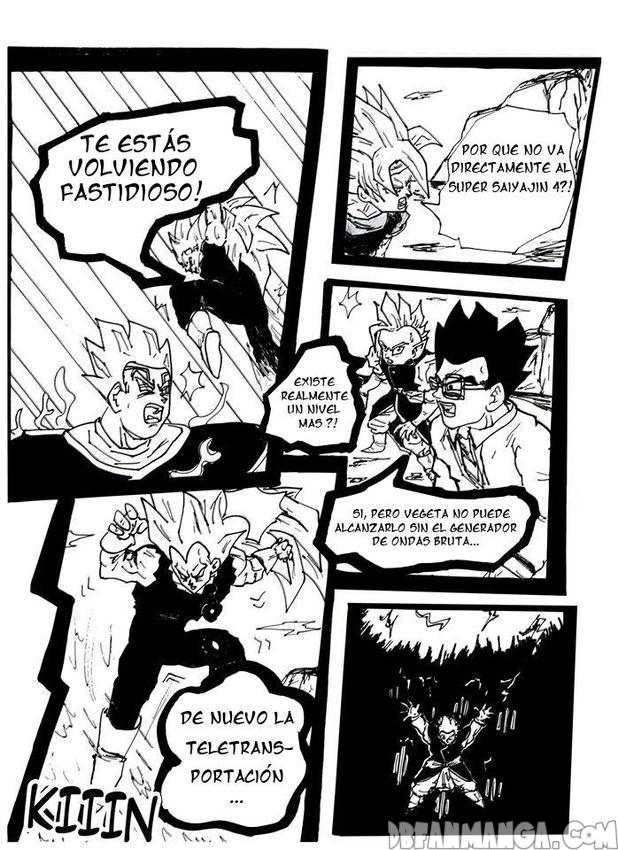 TE ESTÁS
VOLVIENDO
FASTIDIOSO!
POR QUE NO VA
DIRECTAMENTE AL
SUPER SAIYAJIN 4?!
EXISTE
REALMENTE
UN NIVEL
MAS?!
SI, PERO VEGETA NO PUEDE
ALCANZARLO SIN EL GENERADOR
DE ONDAS BRUTA...
DE NUEVO LA
TELETRANS-
PORTACIÓN
...
KIIIN
DBFANMANGA.COM